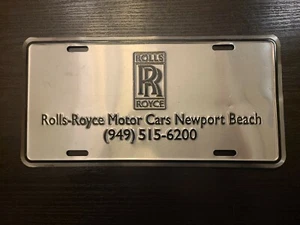 ROLLS
RR
ROYCE
Rolls-Royce Motor Cars Newport Beach
(949) 515-6200